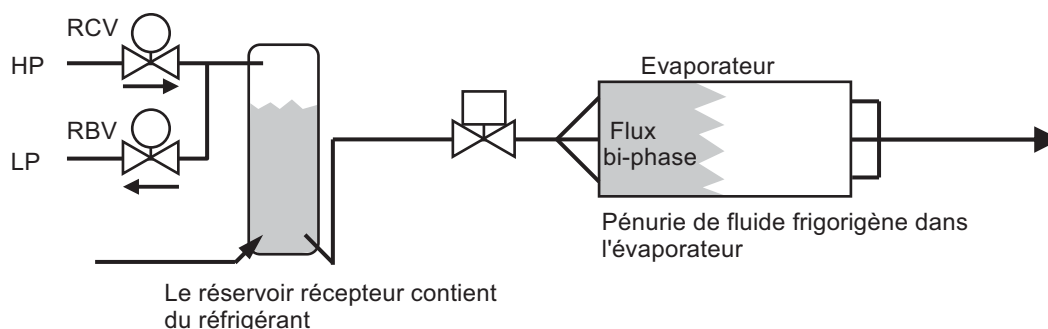 RCV
HP
RBV
LP
Evaporateur
Flux
bi-phase
Pénurie de fluide frigorigène dans
l'évaporateur
Le réservoir récepteur contient
du réfrigérant